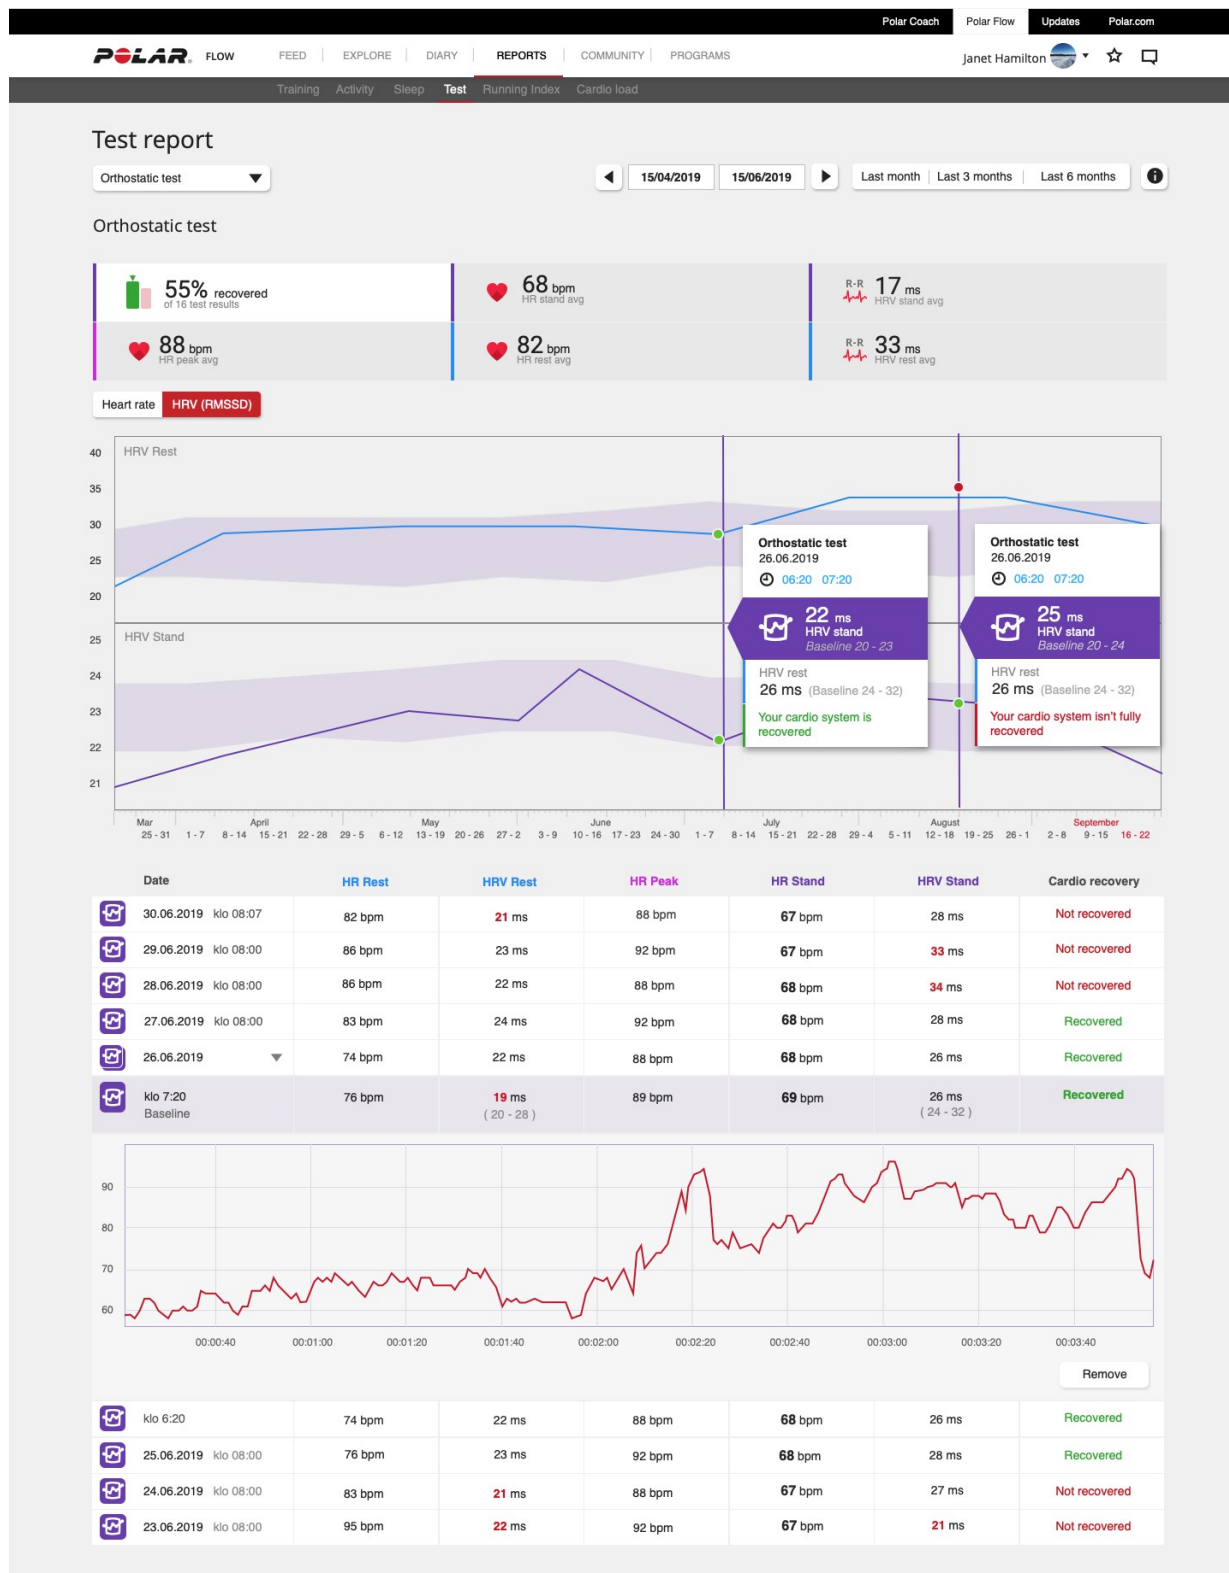 Polar Coach Polar Flow Updates Polar.com
POLAR. FLOW FEED EXPLORE DIARY REPORTS COMMUNITY PROGRAMS Janet Hamilton
Training Activity Sleep Test Running Index Cardio load
Test report
Orthostatic test 15/04/2019 15/06/2019 Last month Last 3 months Last 6 months
Orthostatic test
55% recovered
of 16 test results
68 bpm
HR stand avg
R-R 17 ms
HRV stand avg
88 bpm
HR peak avg
82 bpm
HR rest avg
R-R 33 ms
HRV rest avg
Heart rate HRV (RMSSD)
HRV Rest
40
35
30
25
20
HRV Stand
25
24
23
22
21
Orthostatic test
26.06.2019
06:20 07:20
22 ms
HRV stand
Baseline 20 - 23
HRV rest
26 ms (Baseline 24 - 32)
Your cardio system is
recovered
Orthostatic test
26.06.2019
06:20 07:20
25 ms
HRV stand
Baseline 20 - 24
HRV rest
26 ms (Baseline 24 - 32)
Your cardio system isn't fully
recovered
Mar April May June July August September
25 - 31 1 - 7 8 - 14 15 - 21 22 - 28 29 - 5 6 - 12 13 - 19 20 - 26 27 - 2 3 - 9 10 - 16 17 - 23 24 - 30 1 - 7 8 - 14 15 - 21 22 - 28 29 - 4 5 - 11 12 - 18 19 - 25 26 - 1 2 - 8 9 - 15 16 - 22
Date HR Rest HRV Rest HR Peak HR Stand HRV Stand Cardio recovery
30.06.2019 klo 08:07 82 bpm 21 ms 88 bpm 67 bpm 28 ms Not recovered
29.06.2019 klo 08:00 86 bpm 23 ms 92 bpm 67 bpm 33 ms Not recovered
28.06.2019 klo 08:00 86 bpm 22 ms 88 bpm 68 bpm 34 ms Not recovered
27.06.2019 klo 08:00 83 bpm 24 ms 92 bpm 68 bpm 28 ms Recovered
26.06.2019 74 bpm 22 ms 88 bpm 68 bpm 26 ms Recovered
klo 7:20 76 bpm 19 ms 89 bpm 69 bpm 26 ms Recovered
Baseline ( 20 - 28 ) ( 24 - 32 )
90
80
70
60
00:00:40 00:01:00 00:01:20 00:01:40 00:02:00 00:02:20 00:02:40 00:03:00 00:03:20 00:03:40
Remove
klo 6:20 74 bpm 22 ms 88 bpm 68 bpm 26 ms Recovered
25.06.2019 klo 08:00 76 bpm 23 ms 92 bpm 68 bpm 28 ms Recovered
24.06.2019 klo 08:00 83 bpm 21 ms 88 bpm 67 bpm 27 ms Not recovered
23.06.2019 klo 08:00 95 bpm 22 ms 92 bpm 67 bpm 21 ms Not recovered